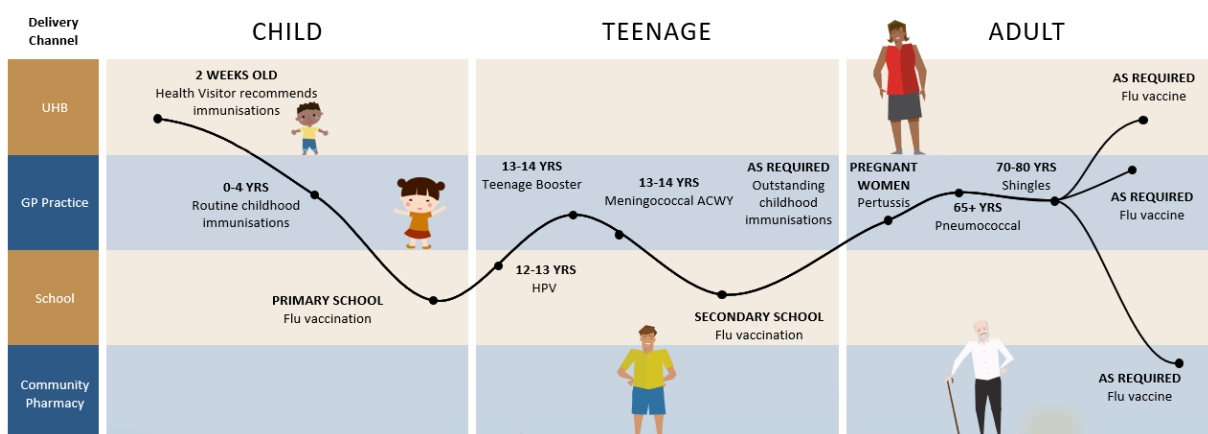 Delivery
Channel
CHILD
TEENAGE
ADULT
UHB
2 WEEKS OLD
Health Visitor recommends
immunisations
AS REQUIRED
Flu vaccine
GP Practice
0-4 YRS
Routine childhood
immunisations
13-14 YRS
Teenage Booster
13-14 YRS
Meningococcal ACWY
AS REQUIRED
Outstanding
childhood
immunisations
PREGNANT
WOMEN
Pertussis
65+ YRS
Pneumococcal
70-80 YRS
Shingles
AS REQUIRED
Flu vaccine
School
PRIMARY SCHOOL
Flu vaccination
12-13 YRS
HPV
SECONDARY SCHOOL
Flu vaccination
Community
Pharmacy
AS REQUIRED
Flu vaccine